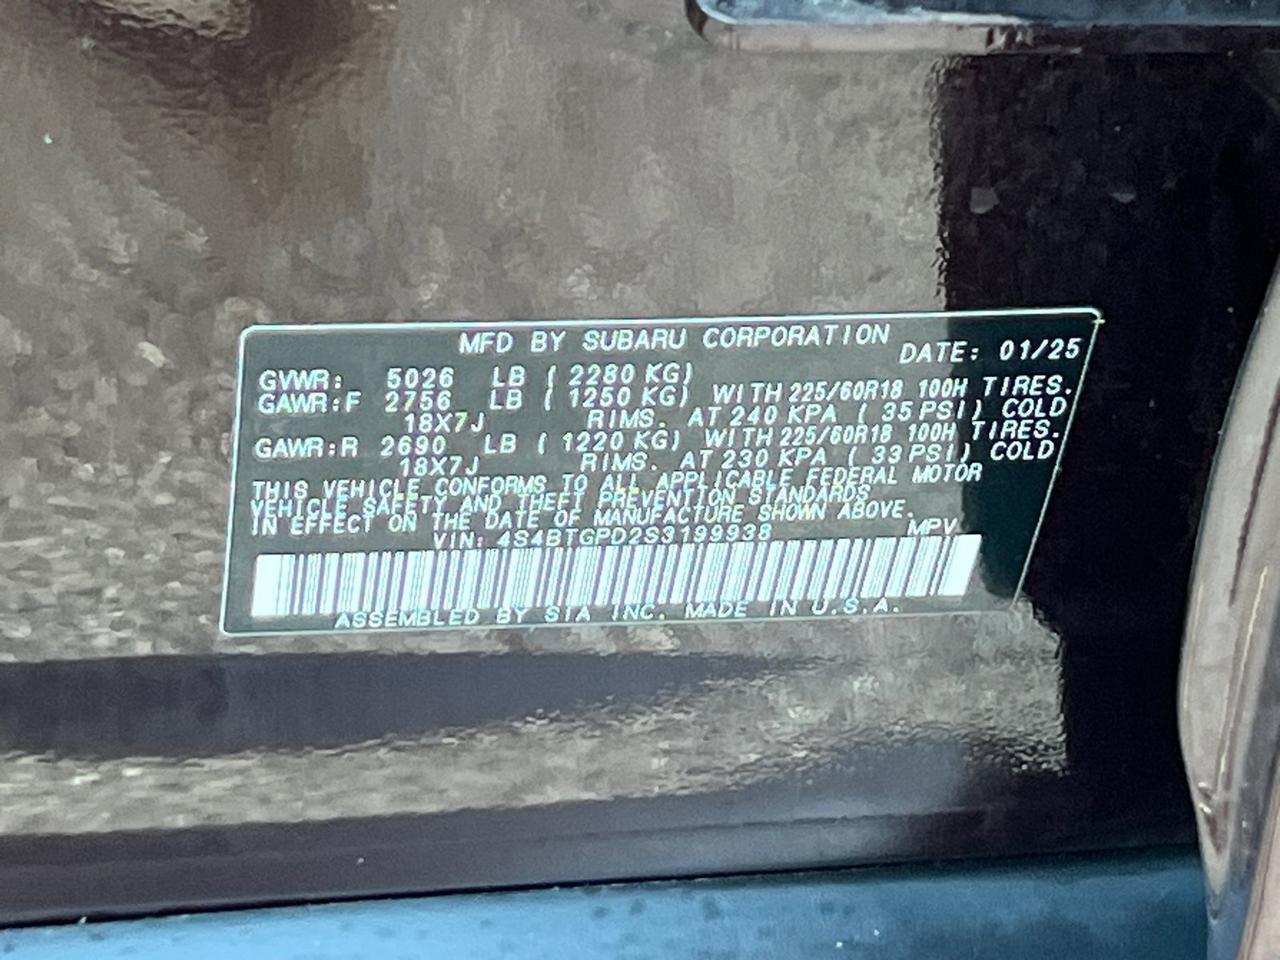 MFD BY SUBARU CORPORATION
DATE: 01/25
GVWR: 5026 LB ( 2280 KG)
GAWR:F 2756 LB ( 1250 KG) WITH 225/60R18 100H TIRES.
18X7J RIMS. AT 240 KPA ( 35 PSI) COLD
GAWR:R 2690 LB ( 1220 KG) WITH 225/60R18 100H TIRES.
18X7J RIMS. AT 230 KPA ( 33 PSI) COLD
THIS VEHICLE CONFORMS TO ALL APPLICABLE FEDERAL MOTOR
VEHICLE SAFETY AND THEFT PREVENTION STANDARDS
IN EFFECT ON THE DATE OF MANUFACTURE SHOWN ABOVE.
VIN: 4S4BTGPD2S3199938 MPV
ASSEMBLED BY SIA INC. MADE IN U.S.A.